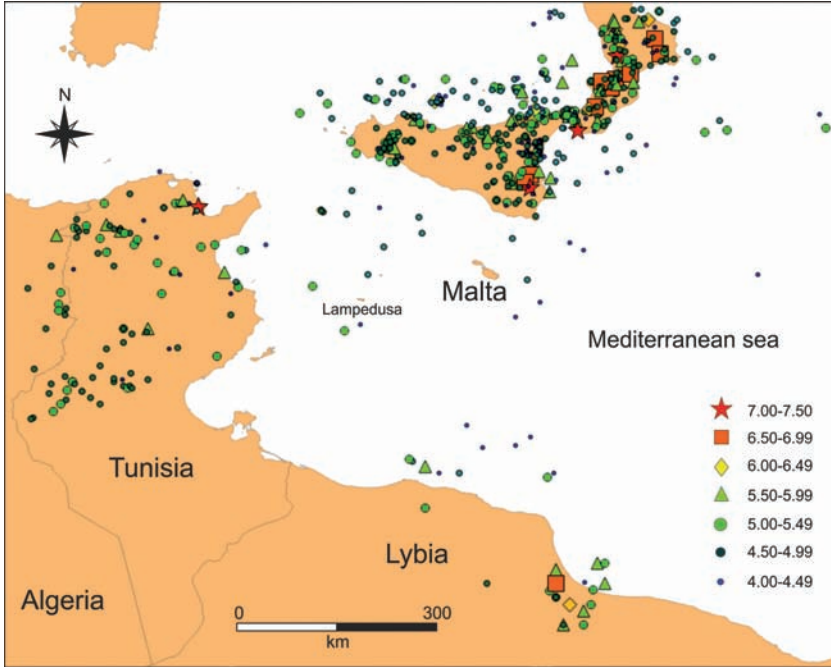 N
Malta
Lampedusa
Mediterranean sea
7.00-7.50
6.50-6.99
6.00-6.49
5.50-5.99
5.00-5.49
4.50-4.99
4.00-4.49
Tunisia
Lybia
Algeria
0 300
km